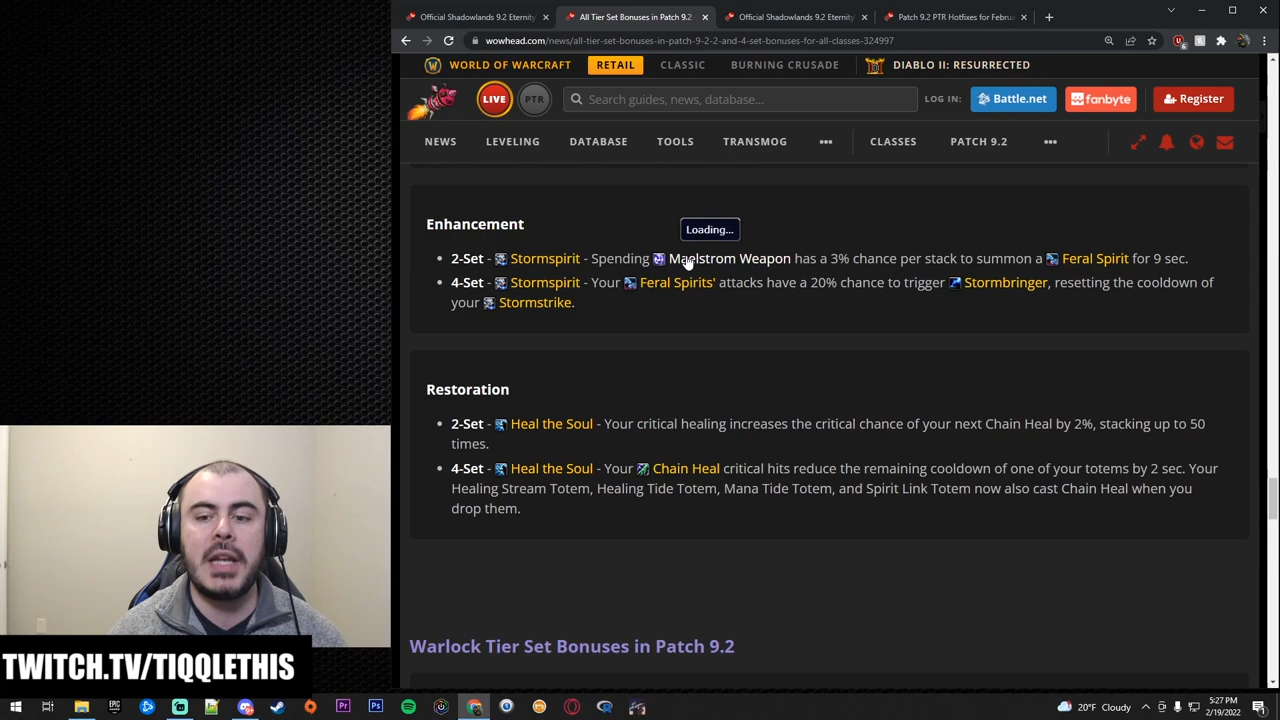 Official Shadowlands 9.2 Eternity
All Tier Set Bonuses in Patch 9.2
Official Shadowlands 9.2 Eternity
Patch 9.2 PTR Hotfixes for Februa
wowhead.com/news/all-tier-set-bonuses-in-patch-9-2-2-and-4-set-bonuses-for-all-classes-324997
WORLD OF WARCRAFT RETAIL CLASSIC BURNING CRUSADE DIABLO II: RESURRECTED
LIVE PTR Search guides, news, database... LOG IN: Battle.net fanbyte Register
NEWS LEVELING DATABASE TOOLS TRANSMOG ••• CLASSES PATCH 9.2 •••
Enhancement
Loading...
• 2-Set - Stormspirit - Spending Maelstrom Weapon has a 3% chance per stack to summon a Feral Spirit for 9 sec.
• 4-Set - Stormspirit - Your Feral Spirits' attacks have a 20% chance to trigger Stormbringer, resetting the cooldown of
your Stormstrike.
Restoration
• 2-Set - Heal the Soul - Your critical healing increases the critical chance of your next Chain Heal by 2%, stacking up to 50
times.
• 4-Set - Heal the Soul - Your Chain Heal critical hits reduce the remaining cooldown of one of your totems by 2 sec. Your
Healing Stream Totem, Healing Tide Totem, Mana Tide Totem, and Spirit Link Totem now also cast Chain Heal when you
drop them.
Warlock Tier Set Bonuses in Patch 9.2
TWITCH.TV/TIQQLETHIS
20°F Cloudy
5:27 PM
2/19/2022